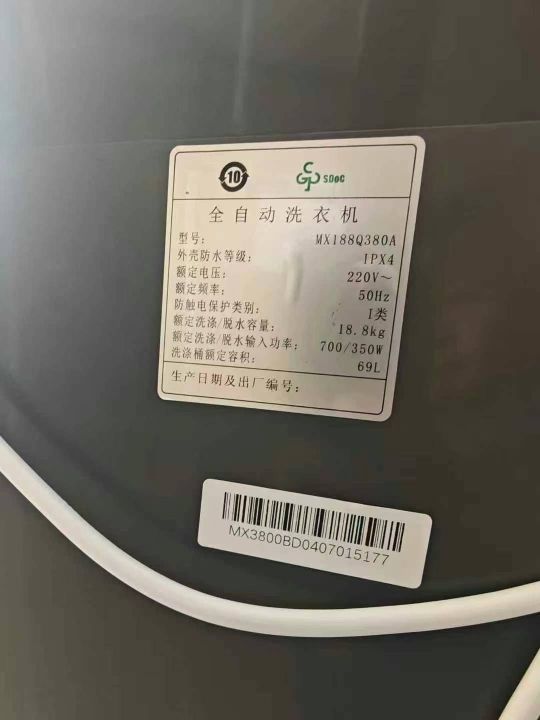 10
CGP SDoC
全自动洗衣机
型号: MX188Q380A
外壳防水等级: IPX4
额定电压: 220V～
额定频率: 50Hz
防触电保护类别: I类
额定洗涤/脱水容量: 18.8kg
额定洗涤/脱水输入功率: 700/350W
洗涤桶额定容积: 69L
生产日期及出厂编号:
MX3800BD0407015177